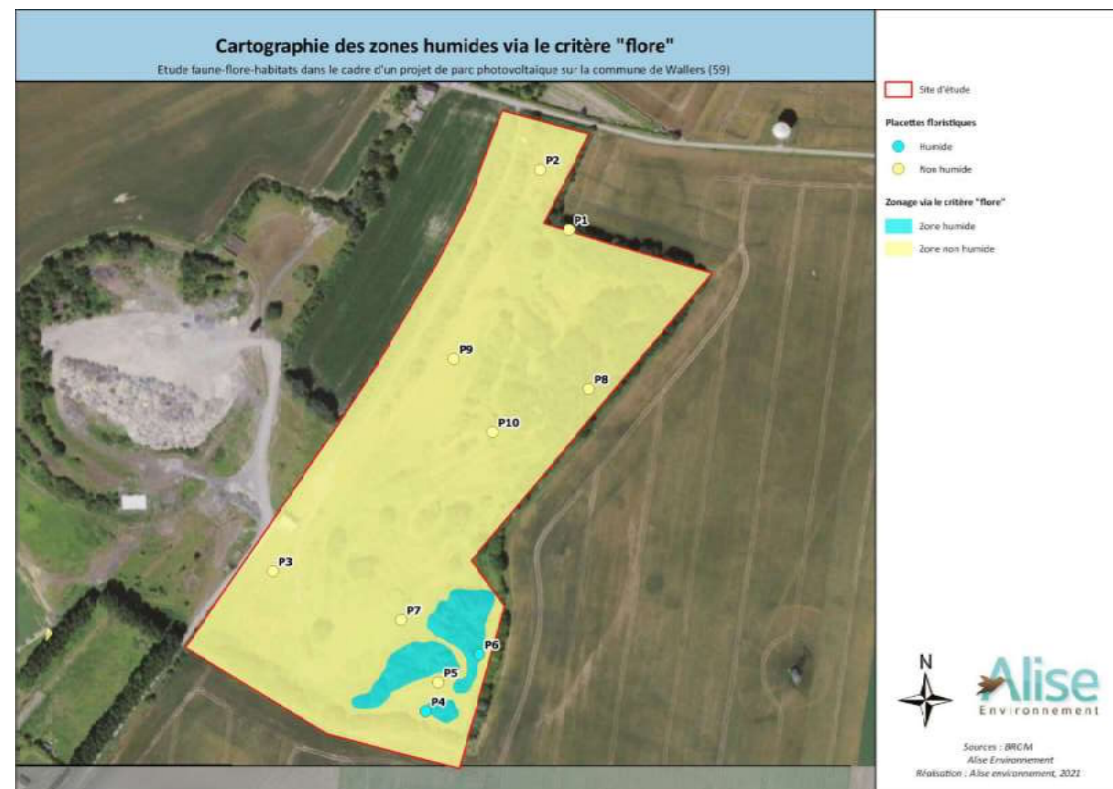 Cartographie des zones humides via le critère "flore"
Etude faune-flore-habitats dans le cadre d'un projet de parc photovoltaïque sur la commune de Wallers (59)
Site d'étude
Placettes floristiques
Humide
Non humide
Zonage via le critère "flore"
Zone humide
Zone non humide
P2
P1
P9
P8
P10
P3
P7
P6
P5
P4
N
Alise
Environnement
Sources : BRGM
Alise Environnement
Réalisation : Alise environnement, 2021